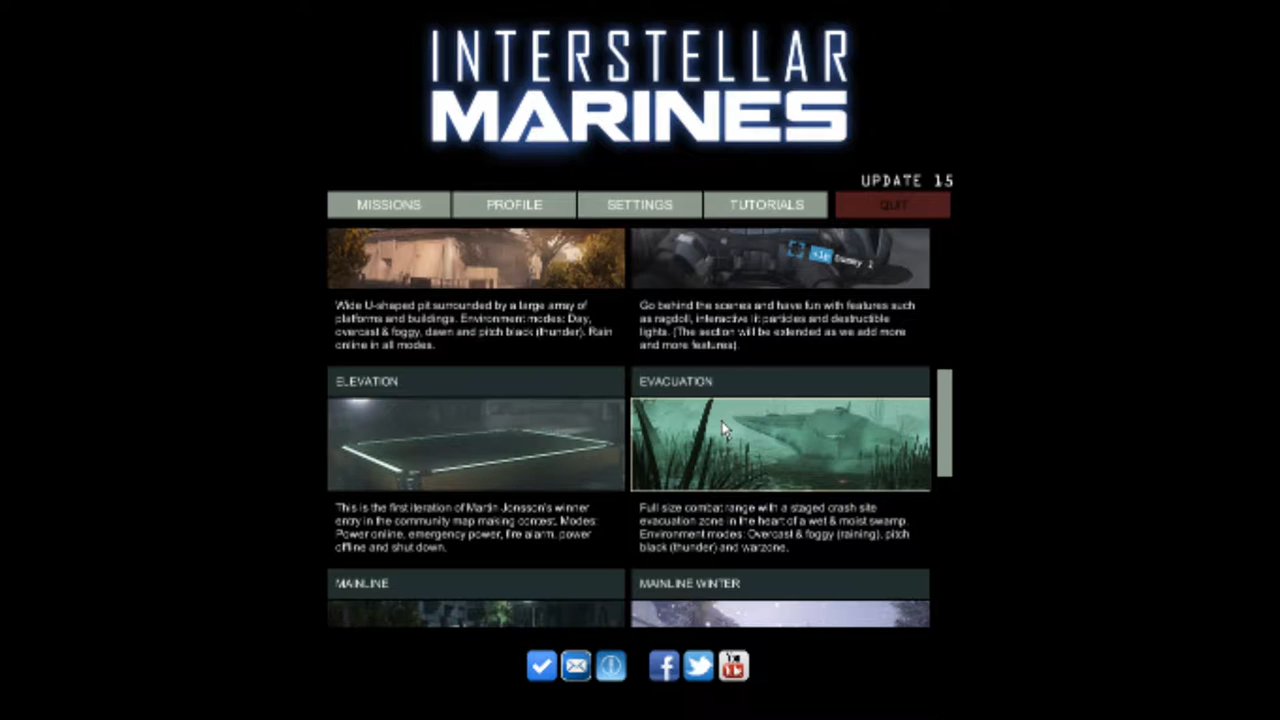 INTERSTELLAR
MARINES
UPDATE 15
MISSIONS
PROFILE
SETTINGS
TUTORIALS
QUIT
Enemy 1
Wide U-shaped pit surrounded by a large array of
platforms and buildings. Environment modes: Day,
overcast & foggy, dawn and pitch black (thunder). Rain
online in all modes.
Go behind the scenes and have fun with features such
as ragdoll, interactive lit particles and destructible
lights. (The section will be extended as we add more
and more features).
ELEVATION
This is the first iteration of Martin Jonsson's winner
entry in the community map making contest. Modes:
Power online, emergency power, fire alarm, power
offline and shut down.
EVACUATION
Full size combat range with a staged crash site
evacuation zone in the heart of a wet & moist swamp.
Environment modes: Overcast & foggy (raining), pitch
black (thunder) and warzone.
MAINLINE
MAINLINE WINTER